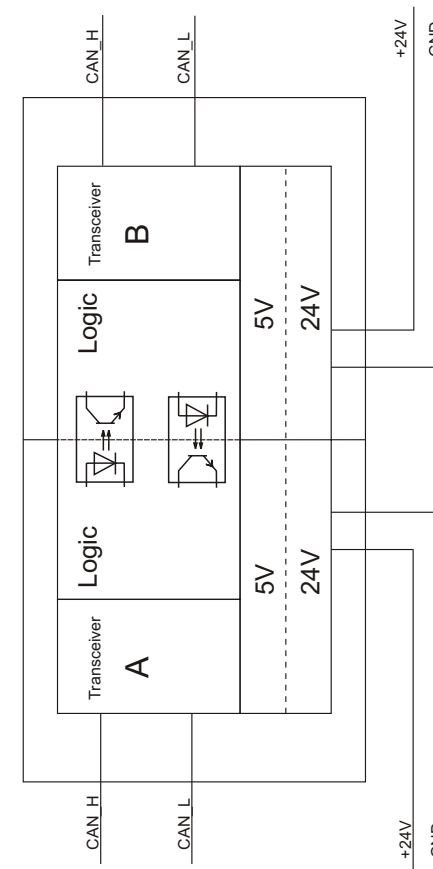 CAN_H
CAN_L
+24V
Transceiver
B
Logic
5V
24V
Logic
5V
24V
Transceiver
A
CAN_H
CAN_L
+24V